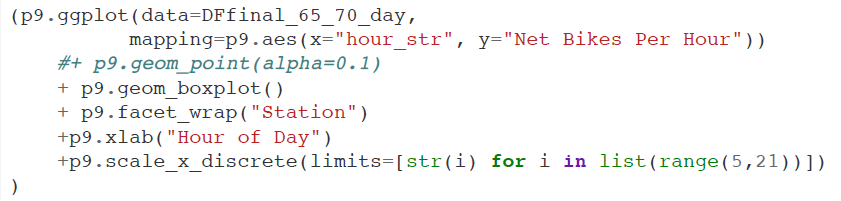 (p9.ggplot(data=DFfinal_65_70_day,
           mapping=p9.aes(x="hour_str", y="Net Bikes Per Hour"))
    #+ p9.geom_point(alpha=0.1)
    + p9.geom_boxplot()
    + p9.facet_wrap("Station")
    +p9.xlab("Hour of Day")
    +p9.scale_x_discrete(limits=[str(i) for i in list(range(5,21))])
)